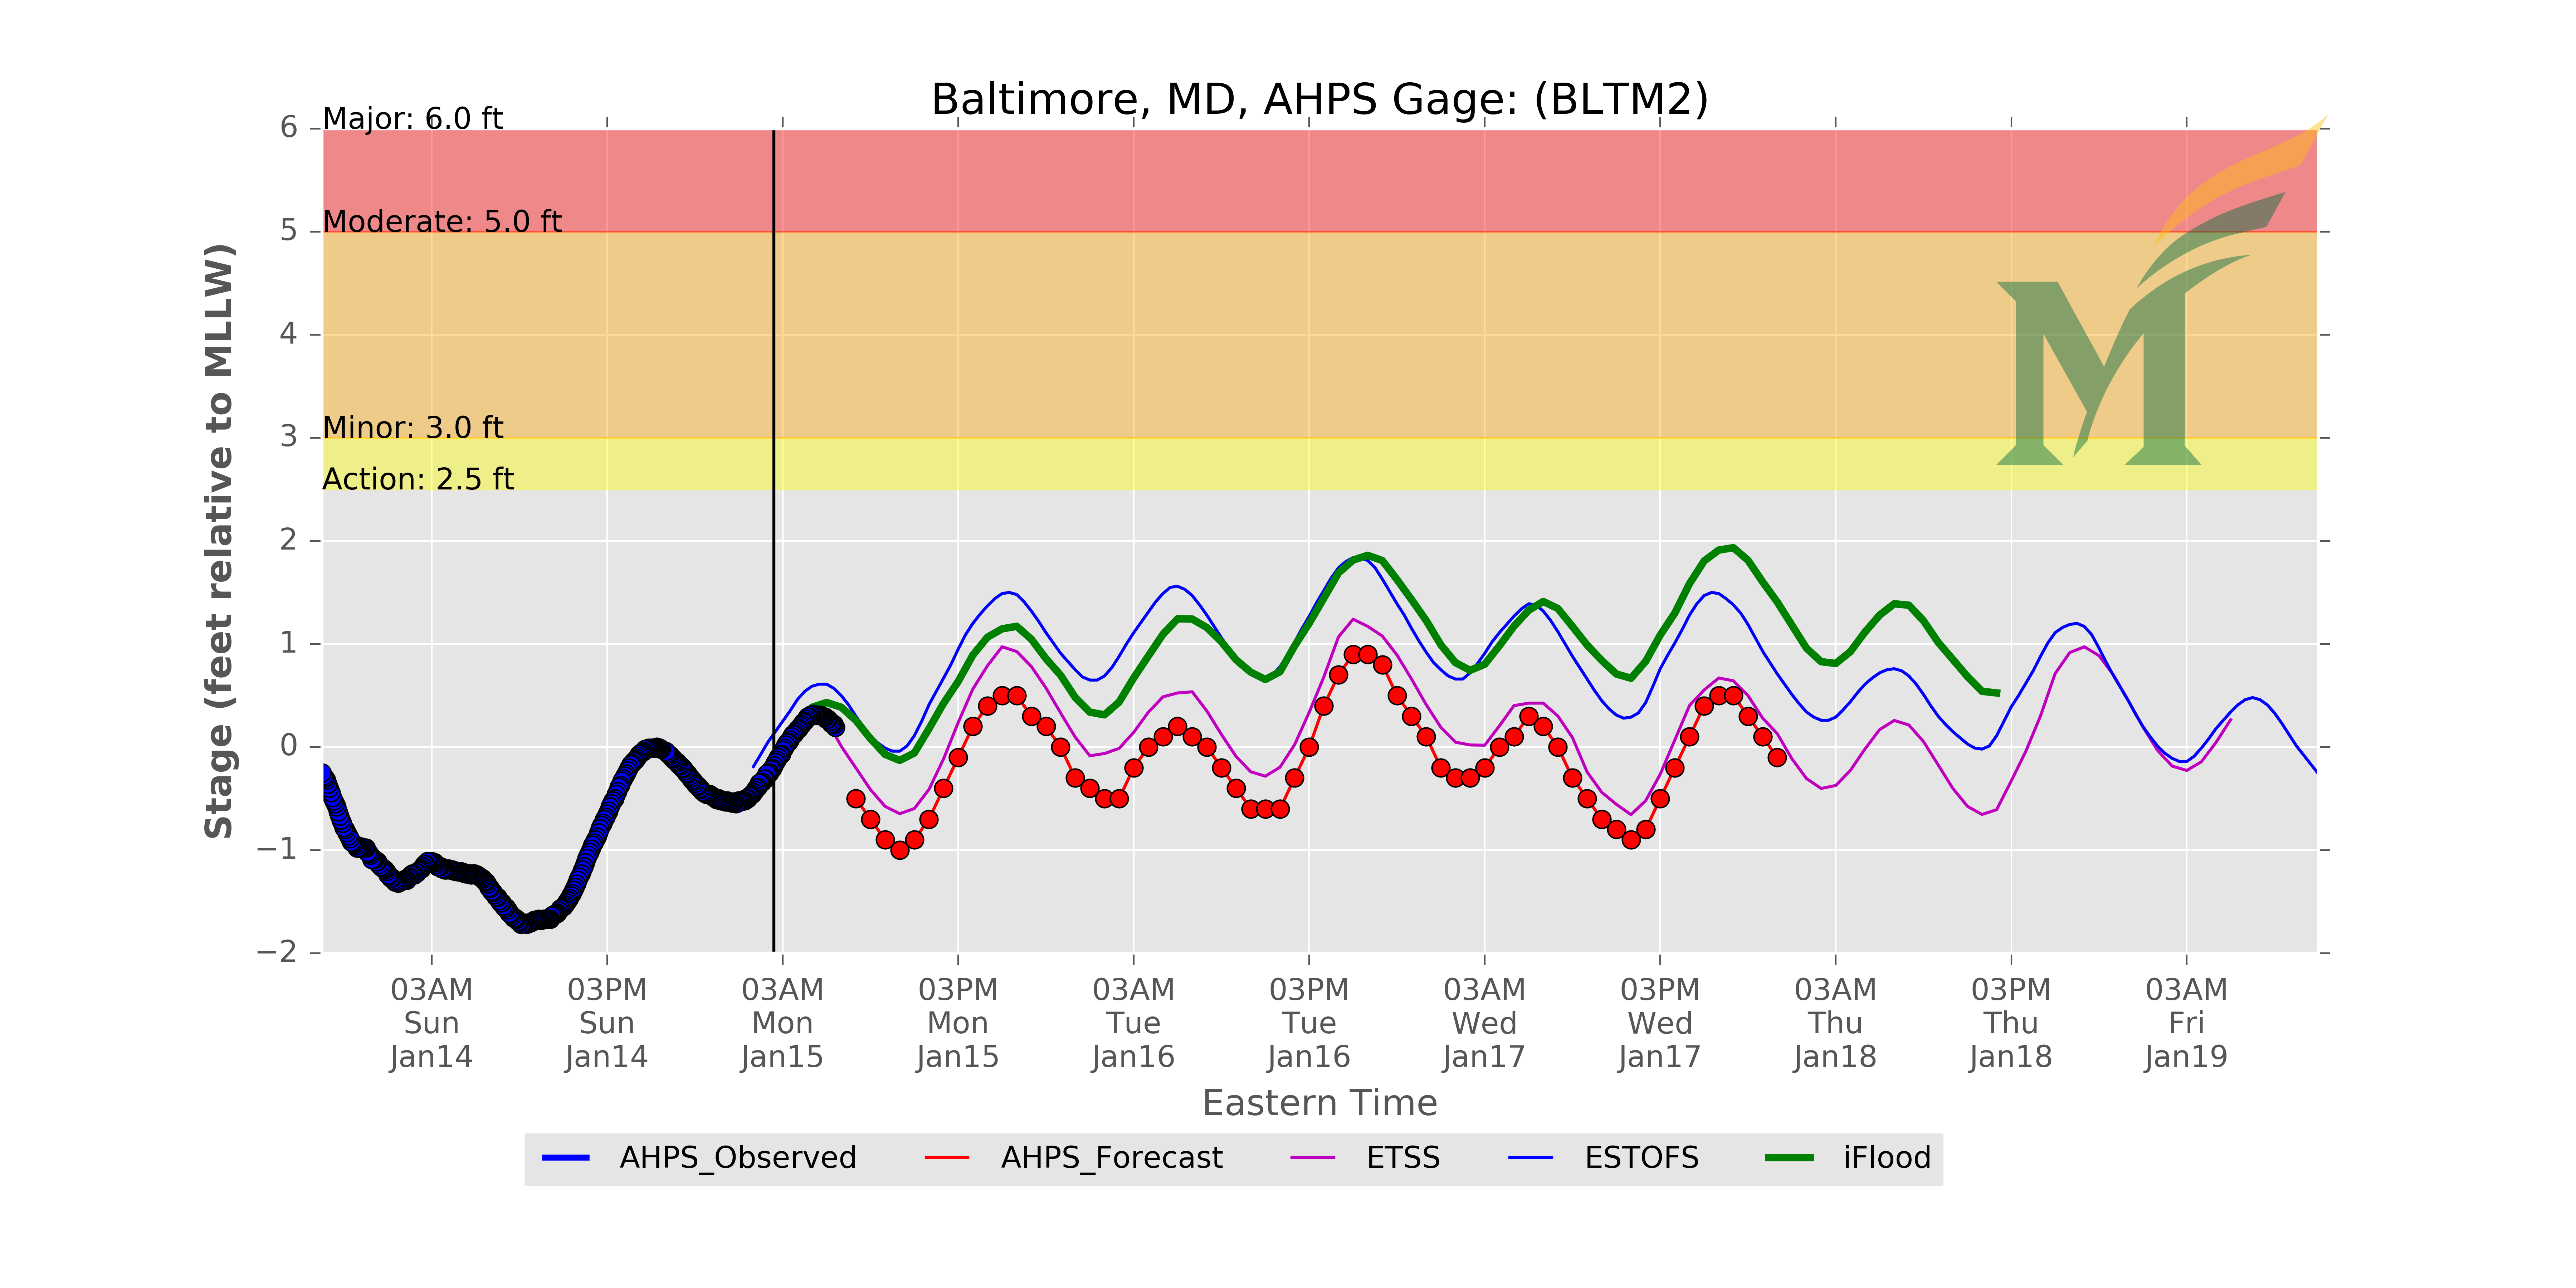 Baltimore, MD, AHPS Gage: (BLTM2)
Major: 6.0 ft
Moderate: 5.0 ft
Minor: 3.0 ft
Action: 2.5 ft
6
5
4
3
2
1
0
−1
−2
Stage (feet relative to MLLW)
03AM Sun Jan14
03PM Sun Jan14
03AM Mon Jan15
03PM Mon Jan15
03AM Tue Jan16
03PM Tue Jan16
03AM Wed Jan17
03PM Wed Jan17
03AM Thu Jan18
03PM Thu Jan18
03AM Fri Jan19
Eastern Time
AHPS_Observed
AHPS_Forecast
ETSS
ESTOFS
iFlood
M